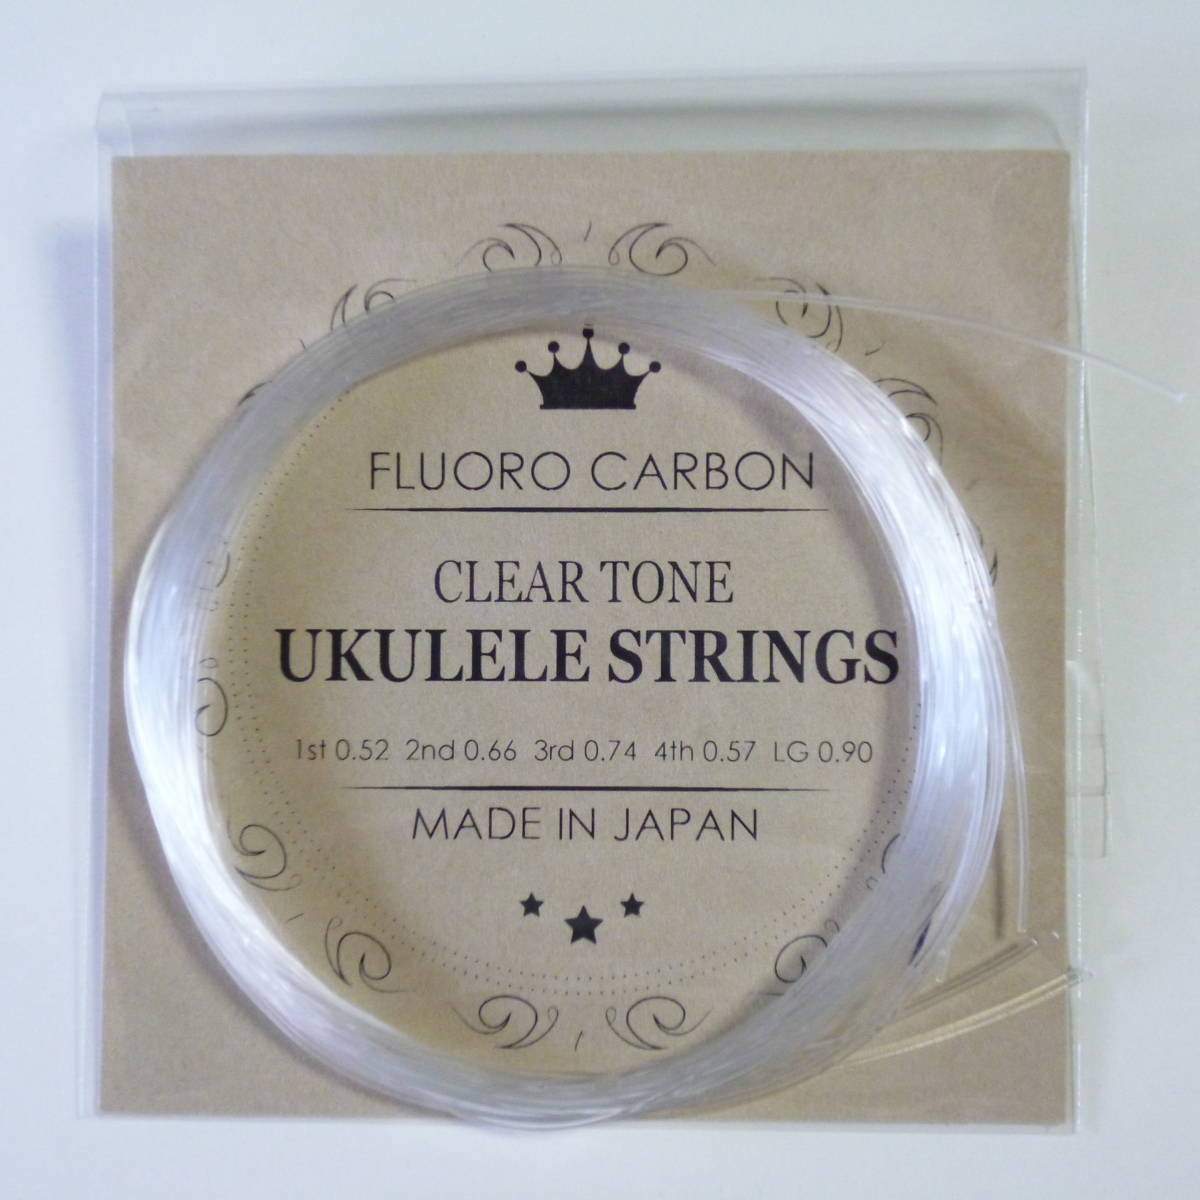 FLUORO CARBON
CLEAR TONE
UKULELE STRINGS
1st 0.52 2nd 0.66 3rd 0.74 4th 0.57 LG 0.90
MADE IN JAPAN